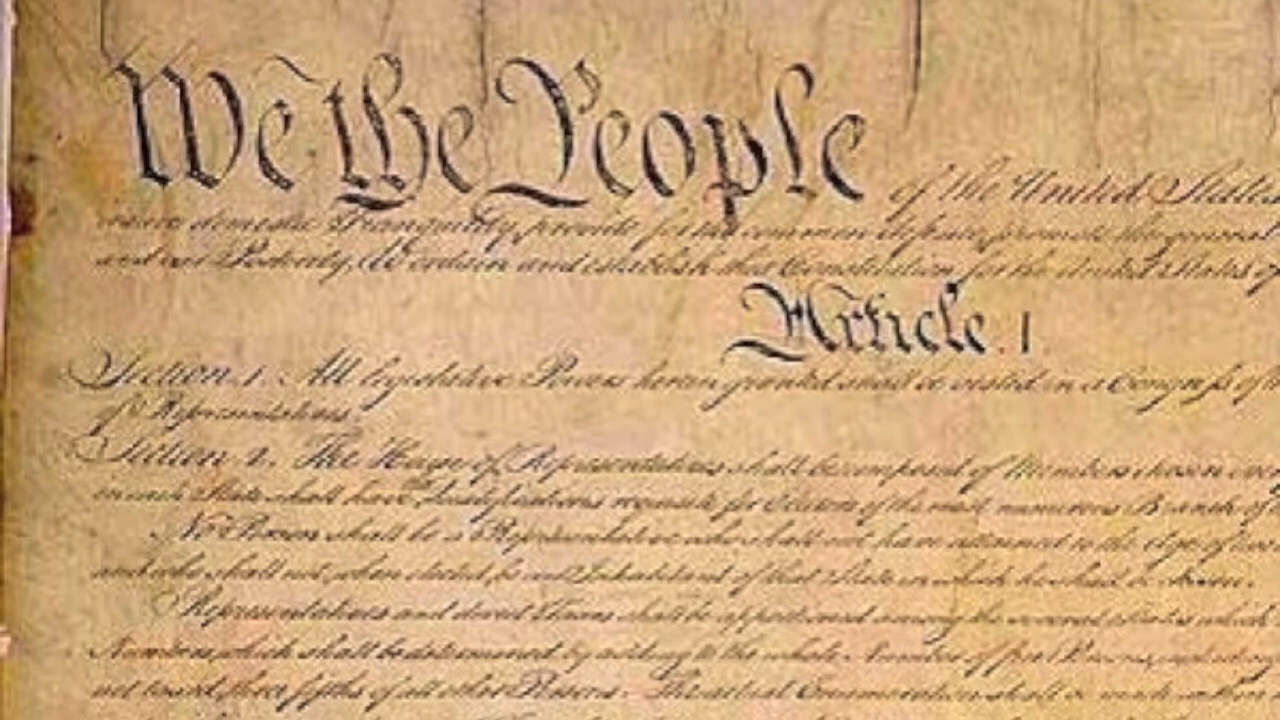 We the People of the United States
insure domestic Tranquility, provide for the common defence, promote the general
and our Posterity, do ordain and establish this Constitution for the United States of
Article. I
Section. 1. All legislative Powers herein granted shall be vested in a Congress of
of Representatives.
Section. 2. The House of Representatives shall be composed of Members chosen
in each State shall have Qualifications requisite for Electors of the most numerous Branch of
No Person shall be a Representative who shall not have attained to the Age of
and who shall not, when elected, be an Inhabitant of that State in which he shall be chosen.
Representatives and direct Taxes shall be apportioned among the several States which
Numbers, which shall be determined by adding to the whole Number of free Persons, including
not taxed, three fifths of all other Persons. The actual Enumeration shall be made within